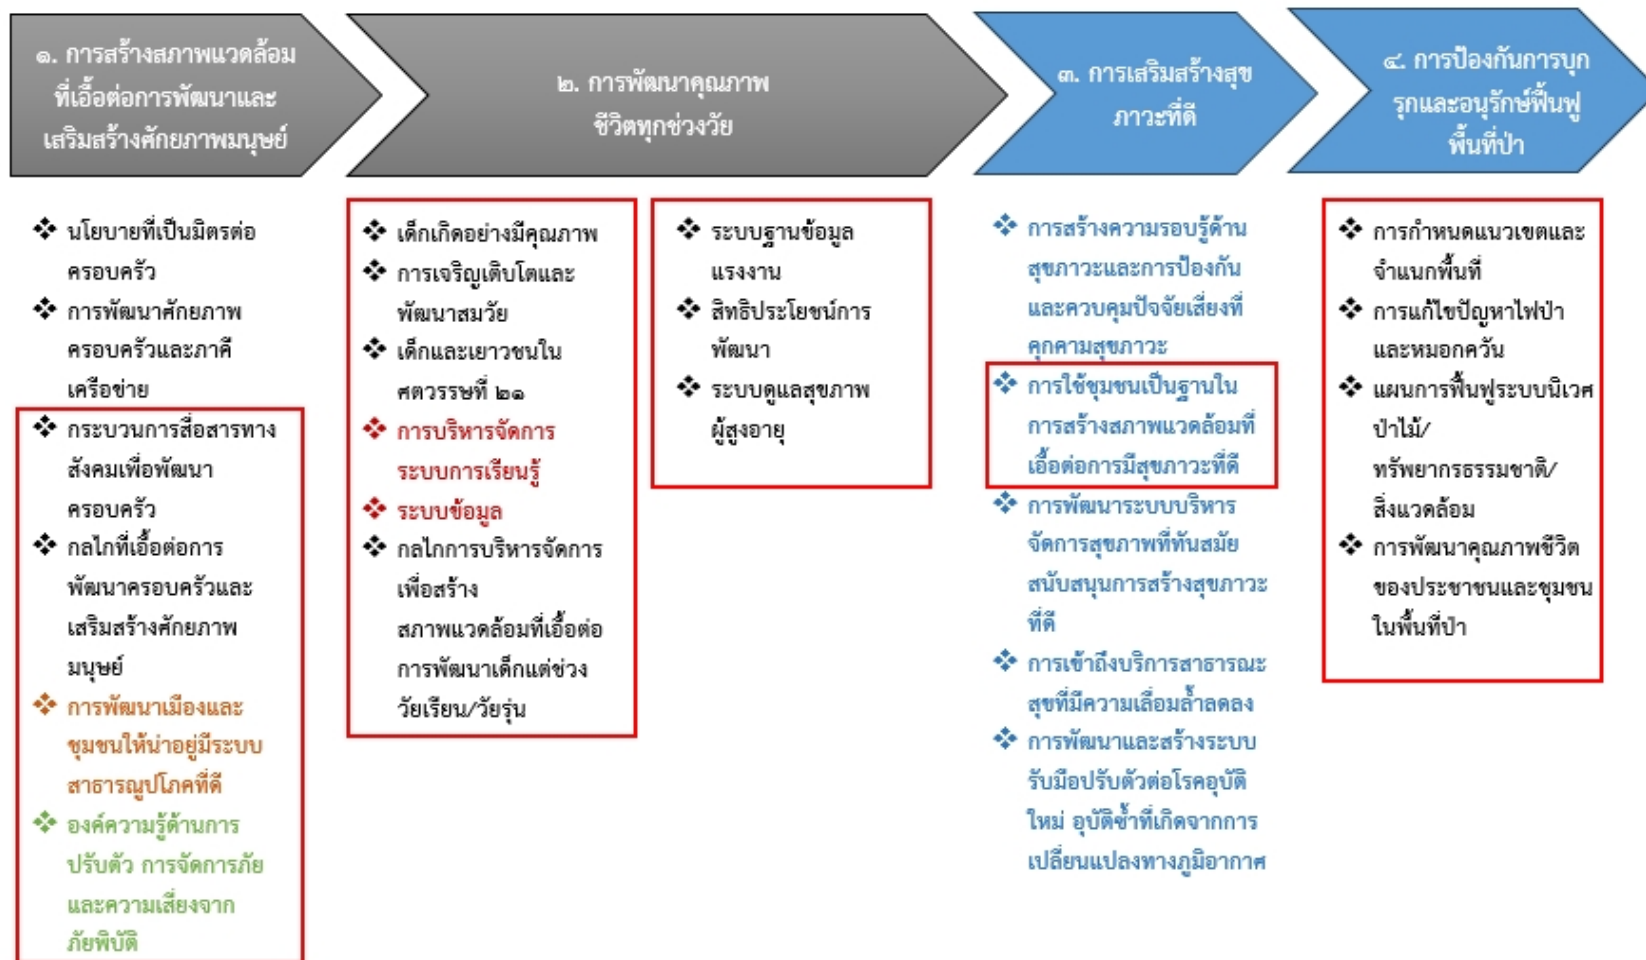 ๑. การสร้างสภาพแวดล้อม
ที่เอื้อต่อการพัฒนาและ
เสริมสร้างศักยภาพมนุษย์
๒. การพัฒนาคุณภาพ
ชีวิตทุกช่วงวัย
๓. การเสริมสร้างสุข
ภาวะที่ดี
๔. การป้องกันการบุก
รุกและอนุรักษ์ฟื้นฟู
พื้นที่ป่า
❖ นโยบายที่เป็นมิตรต่อ
ครอบครัว
❖ การพัฒนาศักยภาพ
ครอบครัวและภาคี
เครือข่าย
❖ กระบวนการสื่อสารทาง
สังคมเพื่อพัฒนา
ครอบครัว
❖ กลไกที่เอื้อต่อการ
พัฒนาครอบครัวและ
เสริมสร้างศักยภาพ
มนุษย์
❖ การพัฒนาเมืองและ
ชุมชนให้น่าอยู่มีระบบ
สาธารณูปโภคที่ดี
❖ องค์ความรู้ด้านการ
ปรับตัว การจัดการภัย
และความเสี่ยงจาก
ภัยพิบัติ
❖ เด็กเกิดอย่างมีคุณภาพ
❖ การเจริญเติบโตและ
พัฒนาสมวัย
❖ เด็กและเยาวชนใน
ศตวรรษที่ ๒๑
❖ การบริหารจัดการ
ระบบการเรียนรู้
❖ ระบบข้อมูล
❖ กลไกการบริหารจัดการ
เพื่อสร้าง
สภาพแวดล้อมที่เอื้อต่อ
การพัฒนาเด็กแต่ช่วง
วัยเรียน/วัยรุ่น
❖ ระบบฐานข้อมูล
แรงงาน
❖ สิทธิประโยชน์การ
พัฒนา
❖ ระบบดูแลสุขภาพ
ผู้สูงอายุ
❖ การสร้างความรอบรู้ด้าน
สุขภาวะและการป้องกัน
และควบคุมปัจจัยเสี่ยงที่
คุกคามสุขภาวะ
❖ การใช้ชุมชนเป็นฐานใน
การสร้างสภาพแวดล้อมที่
เอื้อต่อการมีสุขภาวะที่ดี
❖ การพัฒนาระบบบริหาร
จัดการสุขภาพที่ทันสมัย
สนับสนุนการสร้างสุขภาวะ
ที่ดี
❖ การเข้าถึงบริการสาธารณะ
สุขที่มีความเลื่อมล้ำลดลง
❖ การพัฒนาและสร้างระบบ
รับมือปรับตัวต่อโรคอุบัติ
ใหม่ อุบัติซ้ำที่เกิดจากการ
เปลี่ยนแปลงทางภูมิอากาศ
❖ การกำหนดแนวเขตและ
จำแนกพื้นที่
❖ การแก้ไขปัญหาไฟป่า
และหมอกควัน
❖ แผนการฟื้นฟูระบบนิเวศ
ป่าไม้/
ทรัพยากรธรรมชาติ/
สิ่งแวดล้อม
❖ การพัฒนาคุณภาพชีวิต
ของประชาชนและชุมชน
ในพื้นที่ป่า